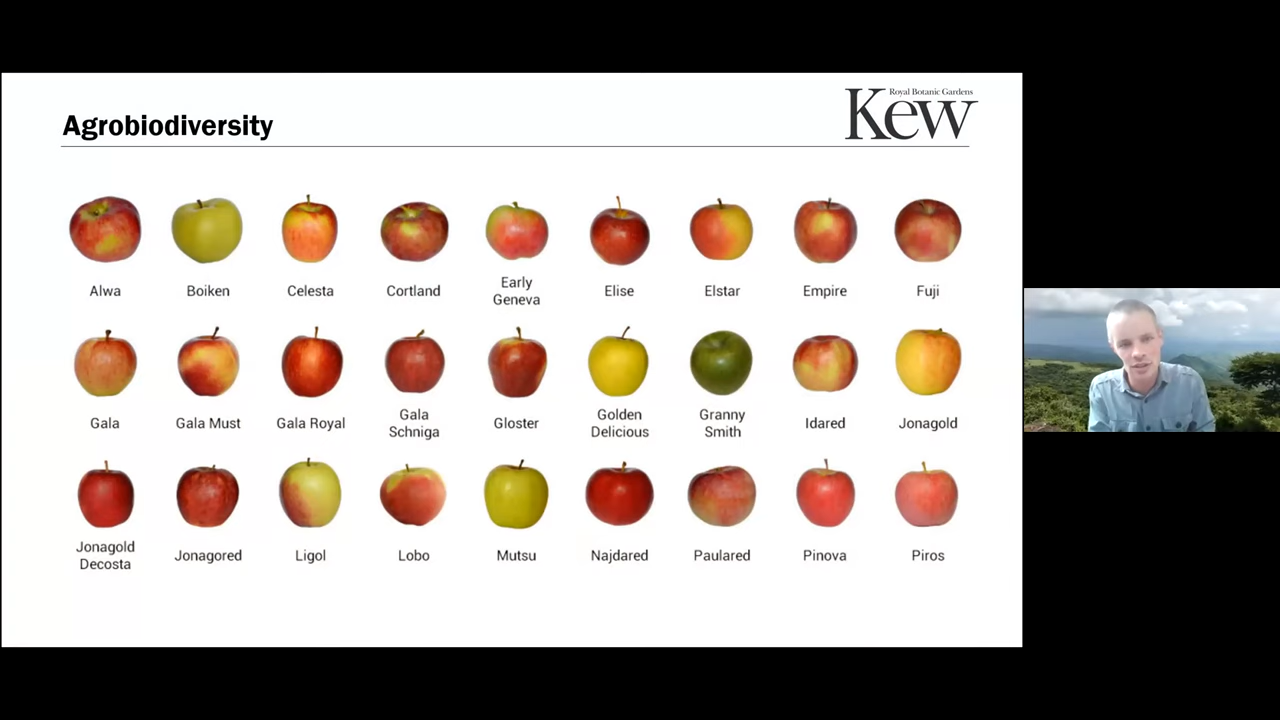 Agrobiodiversity
Royal Botanic Gardens
Kew
Alwa
Boiken
Celesta
Cortland
Early
Geneva
Elise
Elstar
Empire
Fuji
Gala
Gala Must
Gala Royal
Gala
Schniga
Gloster
Golden
Delicious
Granny
Smith
Idared
Jonagold
Jonagold
Decosta
Jonagored
Ligol
Lobo
Mutsu
Najdared
Paulared
Pinova
Piros